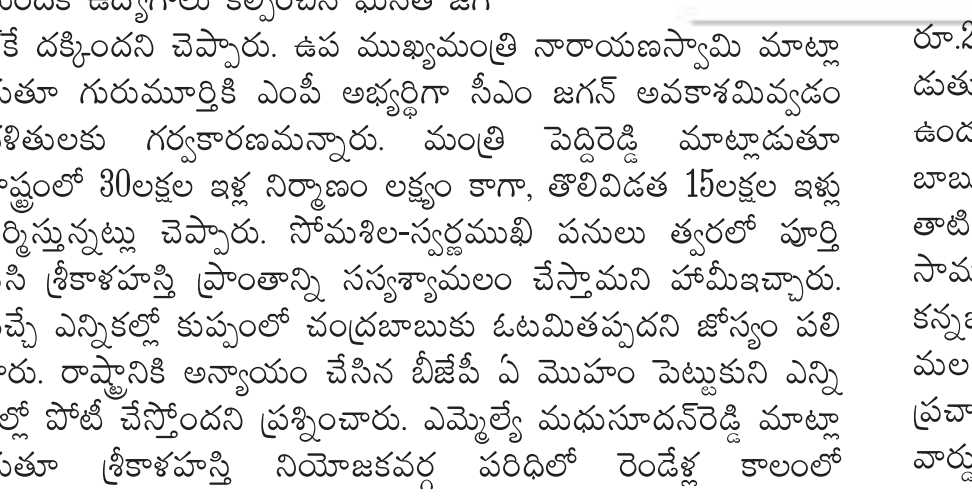 ఉద్యోగాలు కల్పించిన ఘనత జగ
కే దక్కిందని చెప్పారు. ఉప ముఖ్యమంత్రి నారాయణస్వామి మాట్లా
గురుమూర్తికి ఎంపీ అభ్యర్థిగా సీఎం జగన్ అవకాశమివ్వడం
గర్వకారణమన్నారు. మంత్రి పెద్దిరెడ్డి మాట్లాడుతూ
30లక్షల ఇళ్ల నిర్మాణం లక్ష్యం కాగా, తొలివిడత 15లక్షల ఇళ్లు
చెప్పారు. సోమశిల-స్వర్ణముఖి పనులు త్వరలో పూర్తి
సి శ్రీకాళహస్తి ప్రాంతాన్ని సస్యశ్యామలం చేస్తామని హామీఇచ్చారు.
చ్చే ఎన్నికల్లో కుప్పంలో చంద్రబాబుకు ఓటమితప్పదని జోస్యం పలి
రు. రాష్ట్రానికి అన్యాయం చేసిన బీజేపీ ఏ మొహం పెట్టుకుని ఎన్ని
ల్లో పోటీ చేస్తోందని ప్రశ్నించారు. ఎమ్మెల్యే మధుసూదన్‌రెడ్డి మాట్లా
శ్రీకాళహస్తి నియోజకవర్గ పరిధిలో రెండేళ్ల కాలంలో
రూ.
డుతు
ఉంద
బాబు
తాటి
సామ
కన్న
మల
ప్రచా